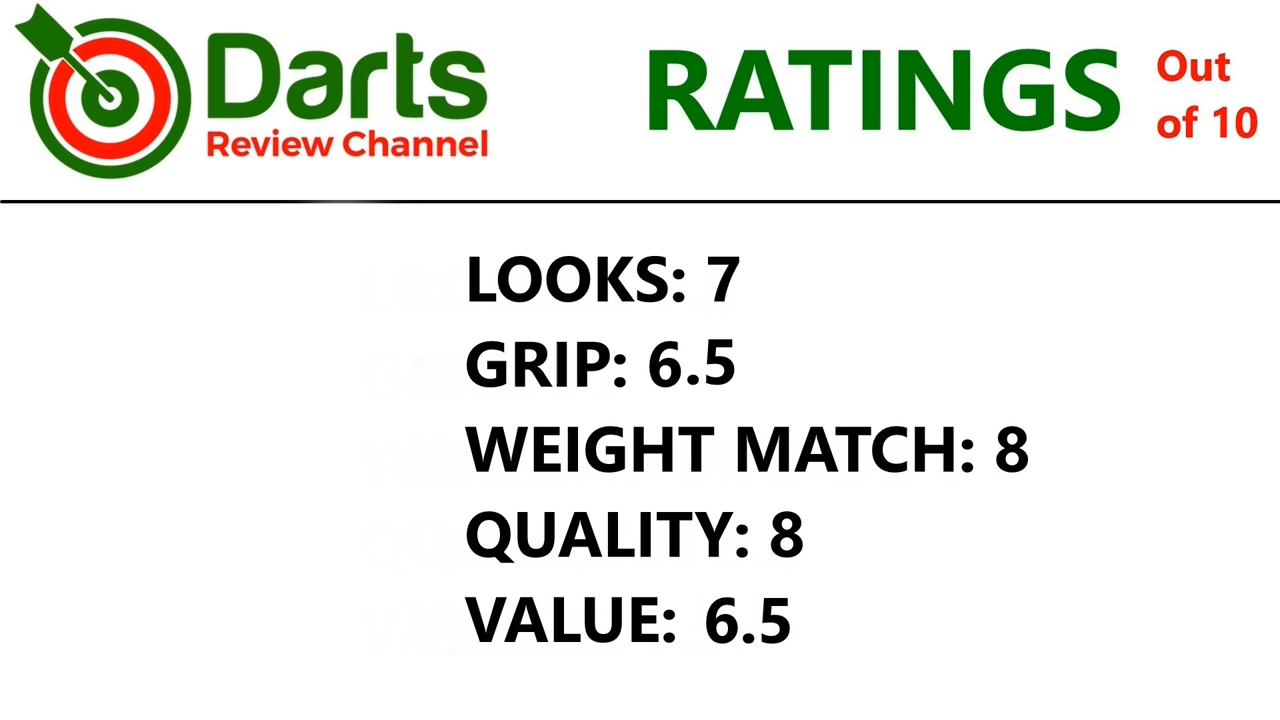 Darts
Review Channel
RATINGS
Out
of 10
LOOKS: 7
GRIP: 6.5
WEIGHT MATCH: 8
QUALITY: 8
VALUE: 6.5